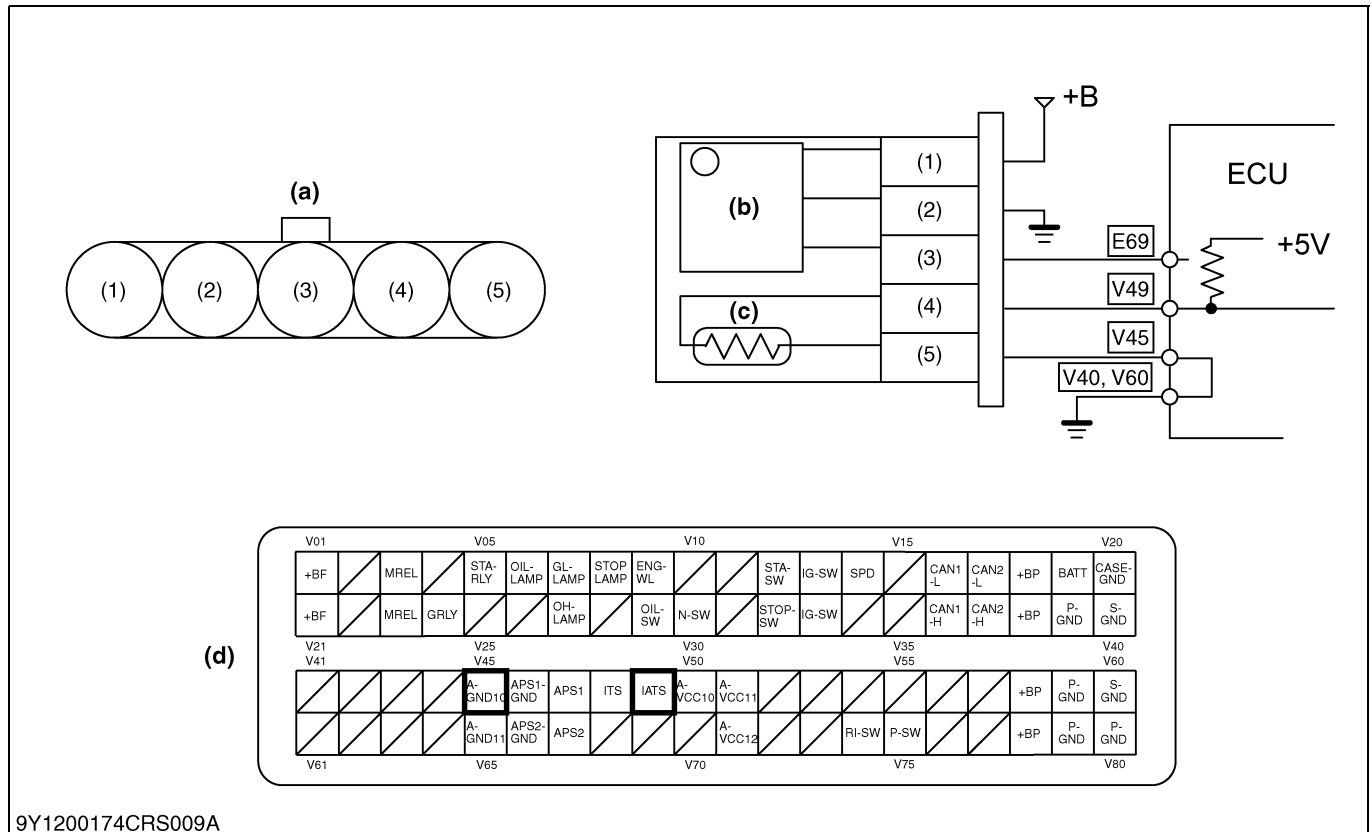 (a)
(1) (2) (3) (4) (5)
+B
ECU
+5V
(b)
(c)
(1)
(2)
(3)
(4)
(5)
E69
V49
V45
V40, V60
(d)
V01 V05 V10 V15 V20
+BF MREL STA-RLY OIL-LAMP GL-LAMP STOP LAMP ENG-WL STA-SW IG-SW SPD CAN1-L CAN2-L +BP BATT CASE-GND
+BF MREL GRLY OH-LAMP OIL-SW N-SW STOP-SW IG-SW CAN1-H CAN2-H +BP P-GND S-GND
V21 V25 V30 V35 V40
V41 V45 V50 V55 V60
A-GND10 APS1-GND APS1 ITS IATS A-VCC10 A-VCC11 +BP P-GND S-GND
A-GND11 APS2-GND APS2 A-VCC12 RI-SW P-SW +BP P-GND P-GND
V61 V65 V70 V75 V80
9Y1200174CRS009A